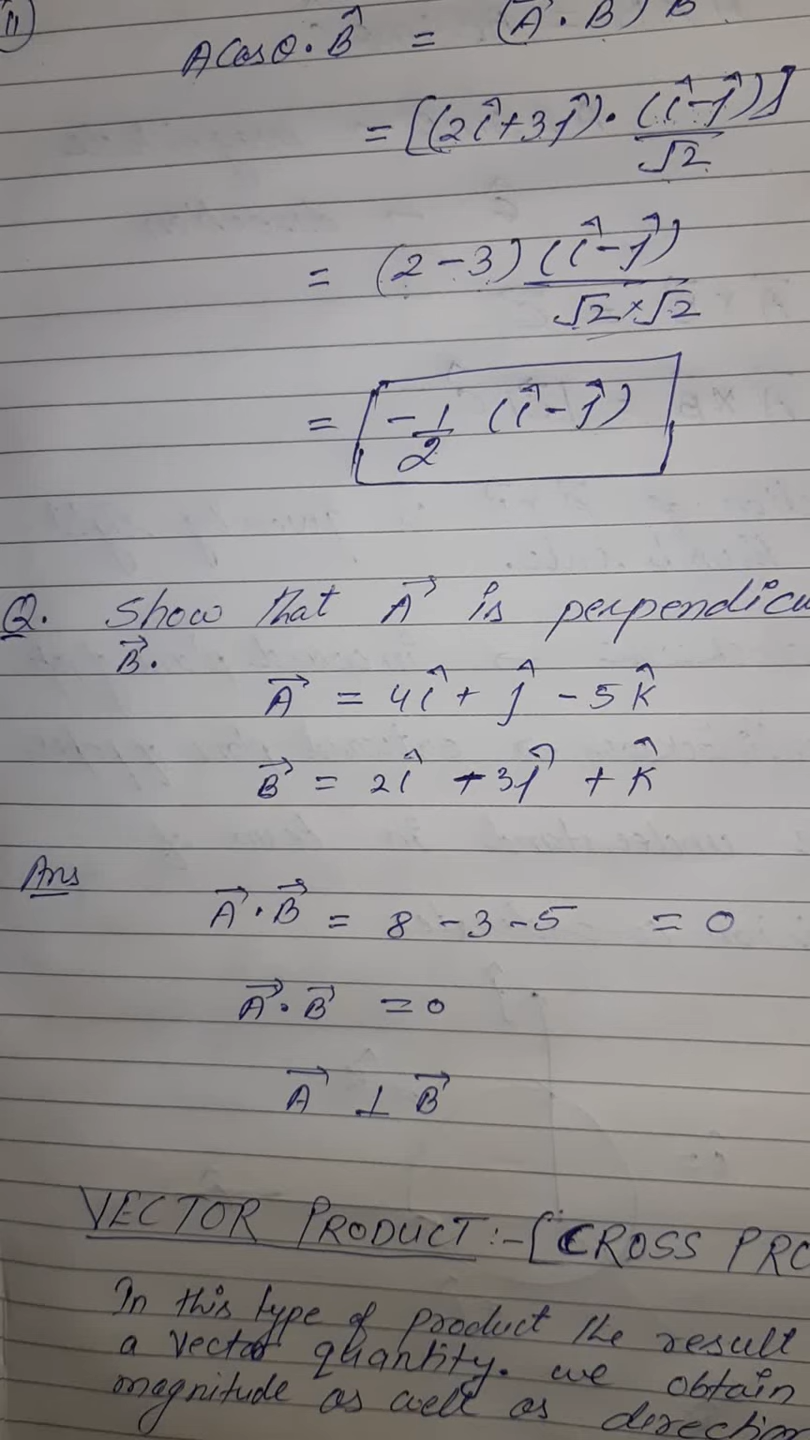 11)
A cosθ · B̂ = (A⃗ · B̂) B̂
= [(2î+3ĵ)·(î-ĵ)/√2]
= (2-3) (î-ĵ)/√2×√2
= -1/2 (î-ĵ)
Q. Show that A⃗ is perpendicu
B⃗.
A⃗ = 4î + ĵ - 5k̂
B⃗ = 2î +3ĵ + k̂
Ans
A⃗ · B⃗ = 8 - 3 - 5 = 0
A⃗ · B⃗ = 0
A⃗ ⊥ B⃗
VECTOR PRODUCT :- [CROSS PRO
In this type of product the result
a vector quantity. we obtain
magnitude as well as direction